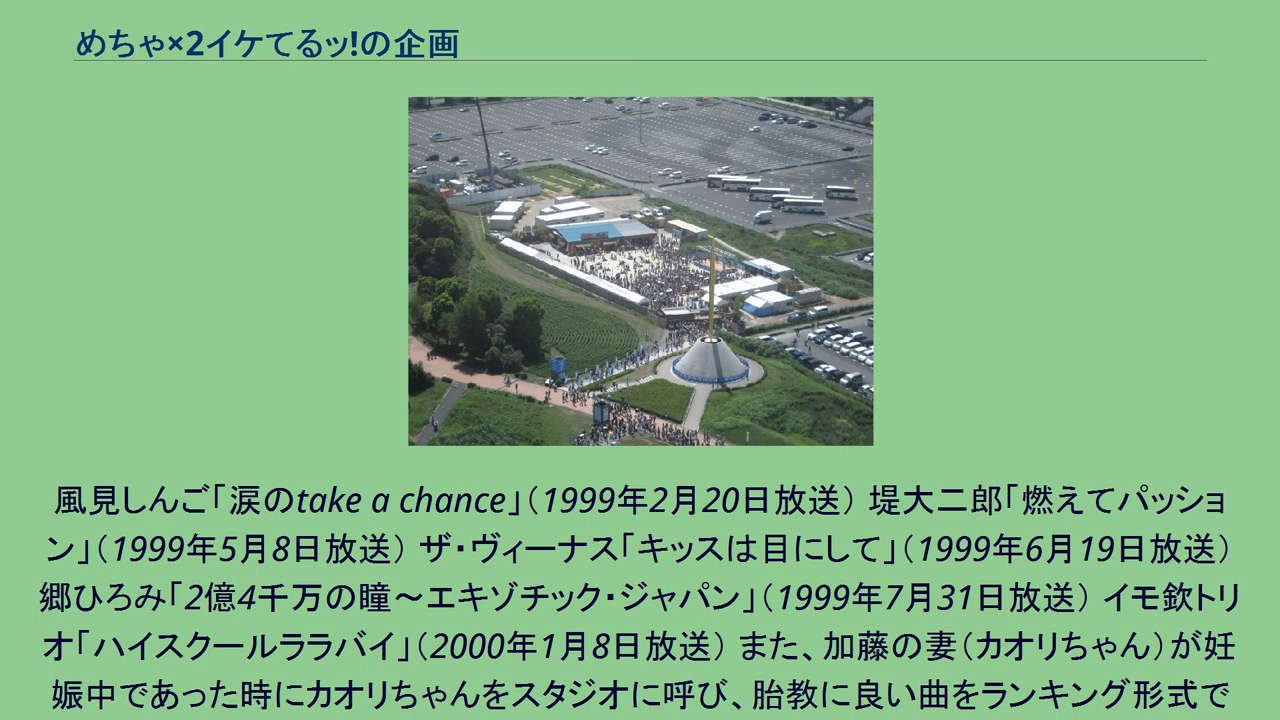 めちゃ×2イケてるッ!の企画
風見しんご「涙のtake a chance」（1999年2月20日放送） 堤大二郎「燃えてパッショ
ン」（1999年5月8日放送） ザ・ヴィーナス「キッスは目にして」（1999年6月19日放送）
郷ひろみ「2億4千万の瞳～エキゾチック・ジャパン」（1999年7月31日放送） イモ欽トリ
オ「ハイスクールララバイ」（2000年1月8日放送） また、加藤の妻（カオリちゃん）が妊
娠中であった時にカオリちゃんをスタジオに呼び、胎教に良い曲をランキング形式で